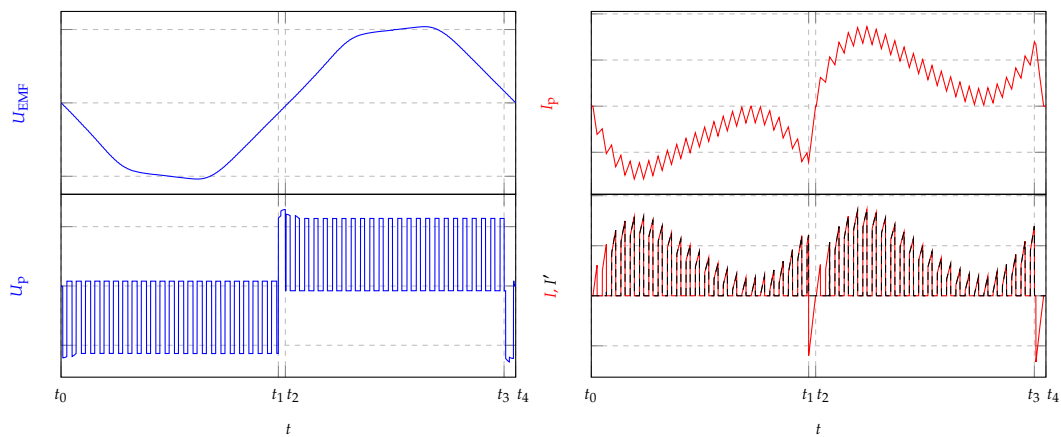 U_EMF
U_p
t_0 t_1 t_2 t_3 t_4
t
I_p
I, I′
t_0 t_1 t_2 t_3 t_4
t